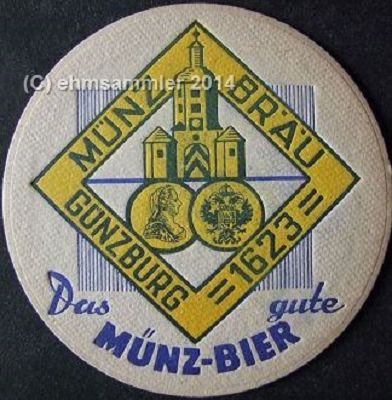 (C) ehmsammler 2014
MÜNZ BRÄU
GÜNZBURG =1623=
Das gute
MÜNZ-BIER